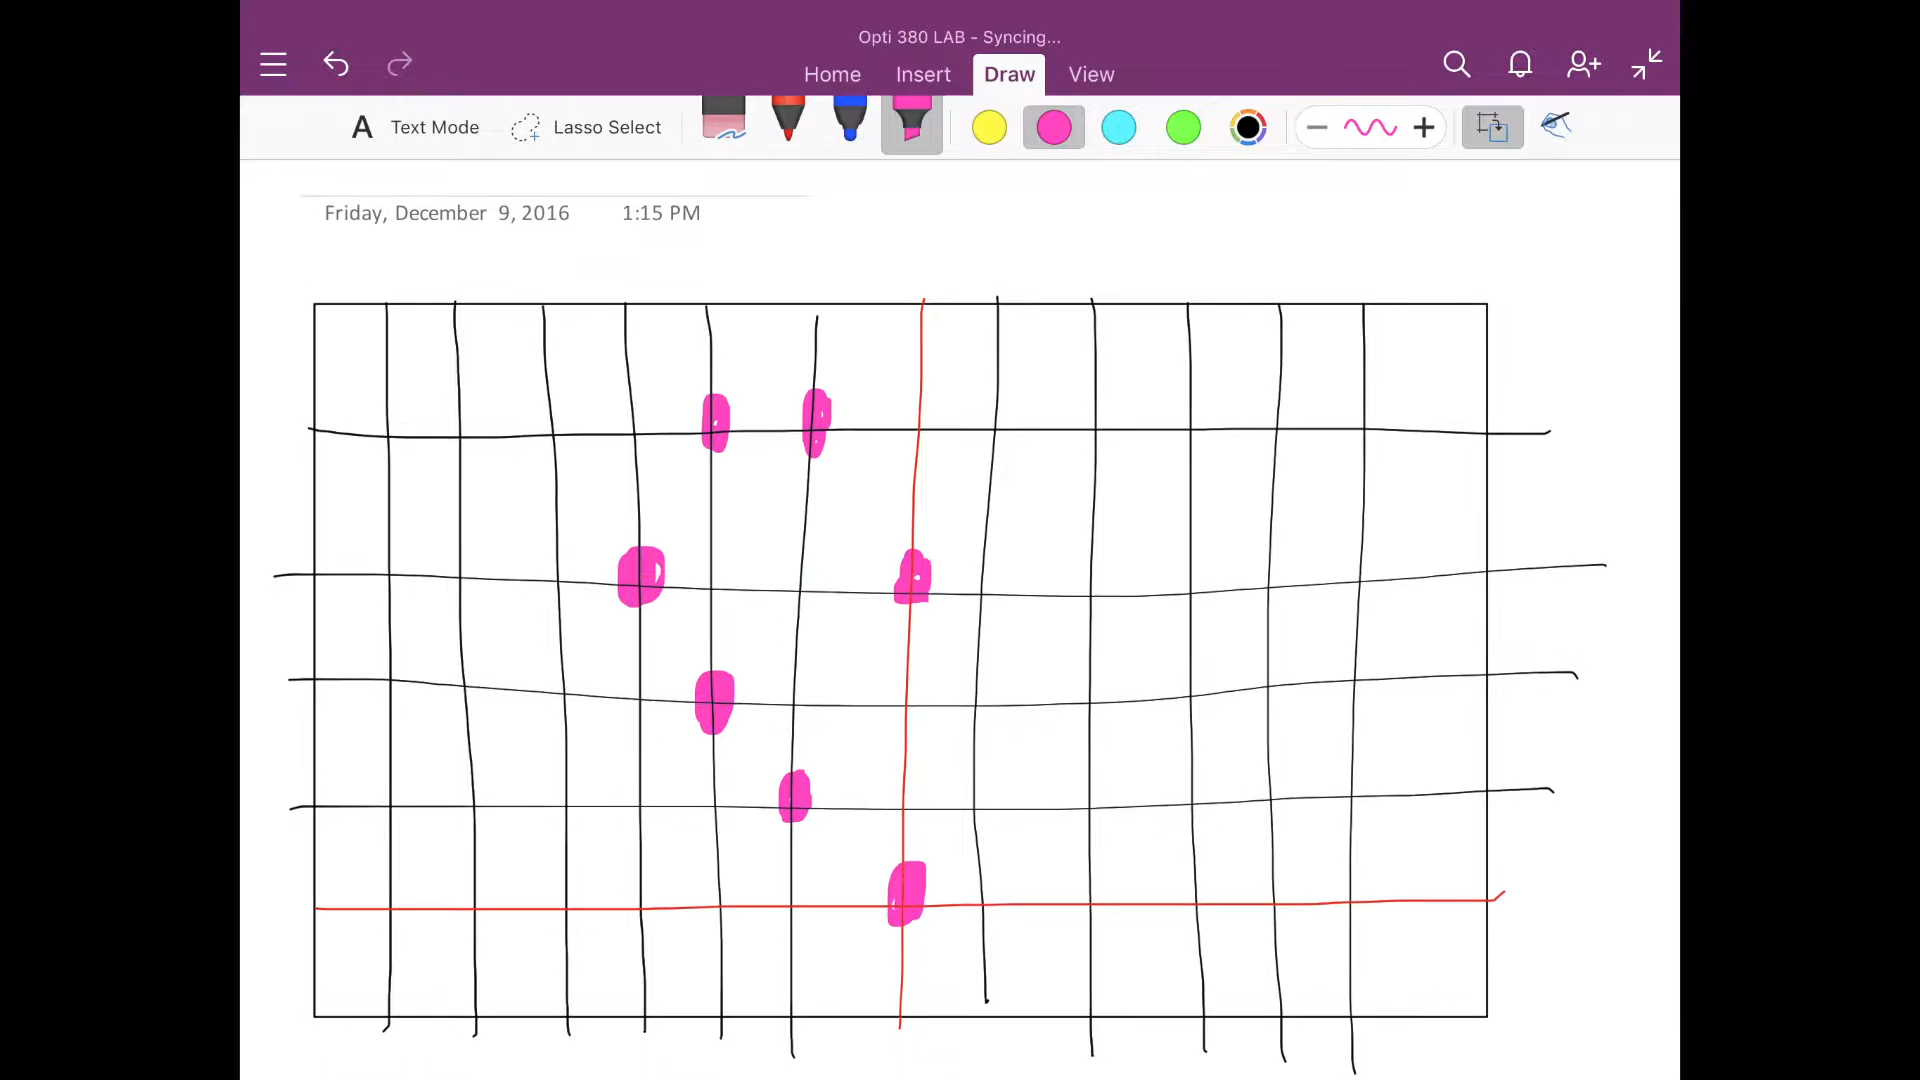 Opti 380 LAB - Syncing...
Home Insert Draw View
A Text Mode Lasso Select
Friday, December 9, 2016 1:15 PM